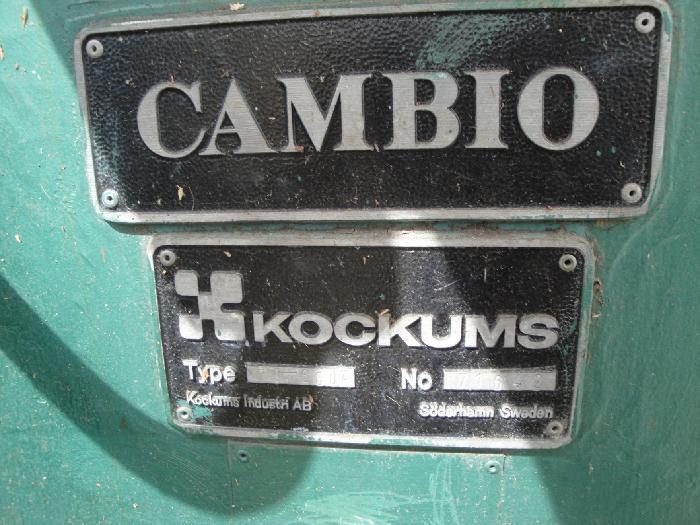 CAMBIO
KOCKUMS
Type
No
Kockums Industri AB
Söderhamn Sweden